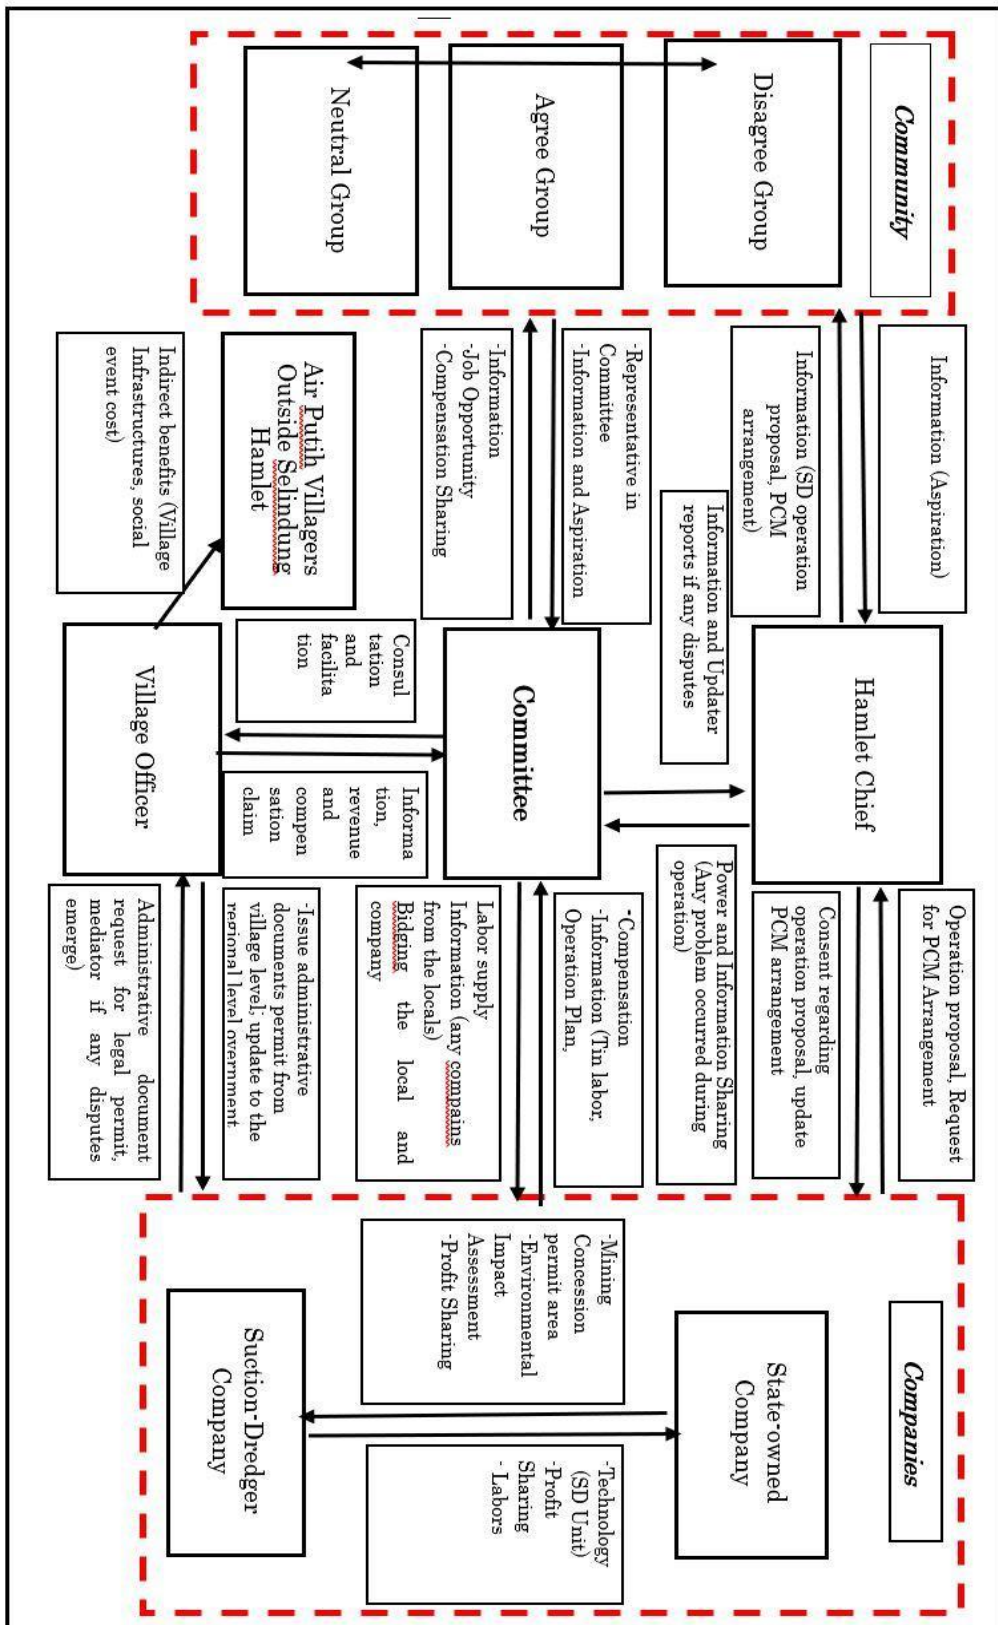 Community
Disagree Group
Agree Group
Neutral Group
Information (Aspiration)
Information (SD operation
proposal, PCM
arrangement)
-Representative in
Committee
-Information and Aspiration
-Information
-Job Opportunity
-Compensation Sharing
Air Putih Villagers
Outside Selindung
Hamlet
Indirect benefits (Village
Infrastructures, social
event cost)
Information and Updater
reports if any disputes
Hamlet Chief
Committee
Consul
tation
and
facilita
tion
Informa
tion,
revenue
and
compen
sation
claim
Village Officer
Power and Information Sharing
(Any problem occurred during
operation)
Operation proposal, Request
for PCM Arrangement
Consent regarding
operation proposal, update
PCM arrangement
-Compensation
-Information (Tin labor,
Operation Plan,
Labor supply
Information (any compains
from the locals)
Bidging the local and
company
-Issue administrative
documents permit from
village level; update to the
regional level overnment
Administrative document
request for legal permit,
mediator if any disputes
emerge)
Companies
State-owned
Company
-Mining
Concession
permit area
-Environmental
Impact
Assessment
-Profit Sharing
-Technology
(SD Unit)
-Profit
Sharing
- Labors
Suction-Dredger
Company